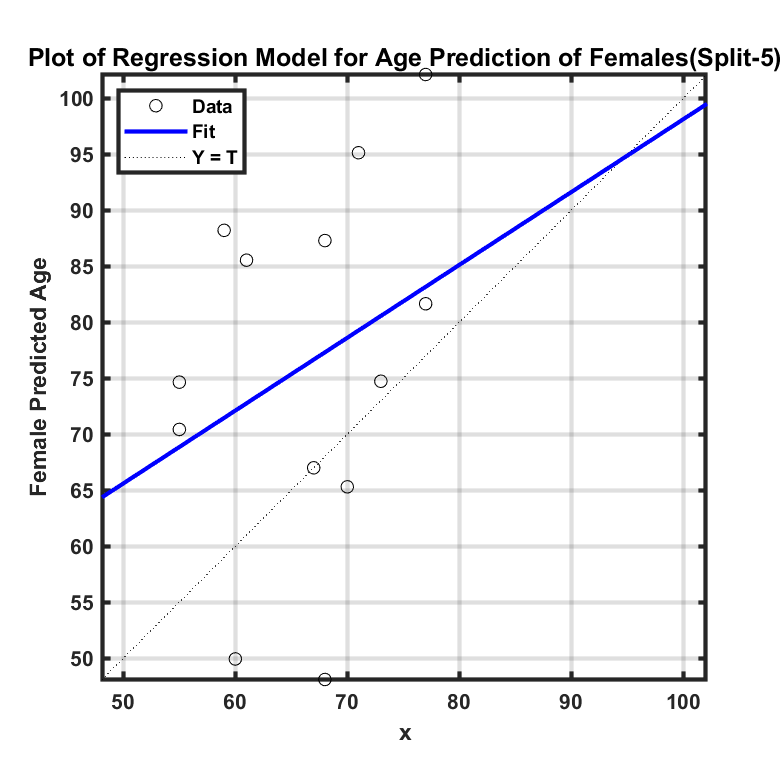 Plot of Regression Model for Age Prediction of Females(Split-5)
Data
Fit
Y = T
Female Predicted Age
100
95
90
85
80
75
70
65
60
55
50
50 60 70 80 90 100
x